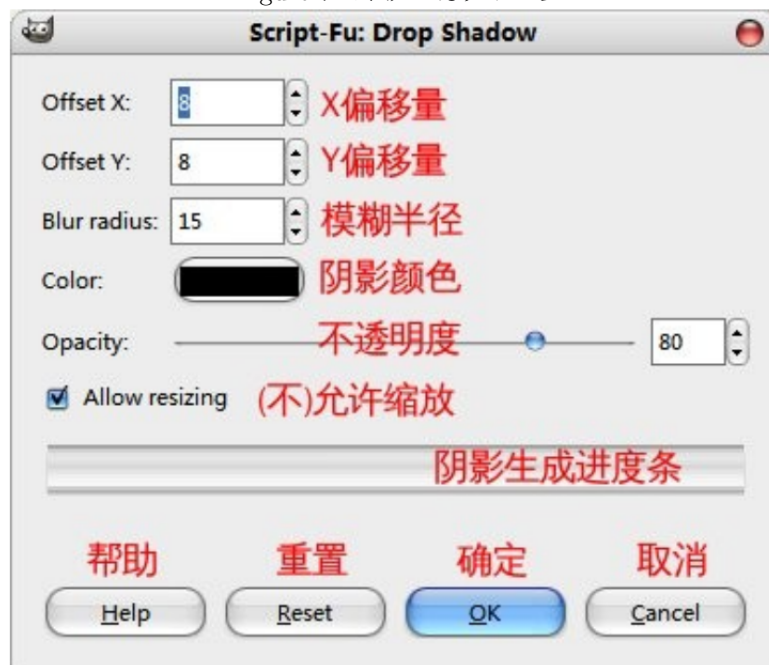 Script-Fu: Drop Shadow
Offset X: 8 X偏移量
Offset Y: 8 Y偏移量
Blur radius: 15 模糊半径
Color: 阴影颜色
Opacity: 不透明度 80
Allow resizing (不)允许缩放
阴影生成进度条
帮助 重置 确定 取消
Help Reset OK Cancel